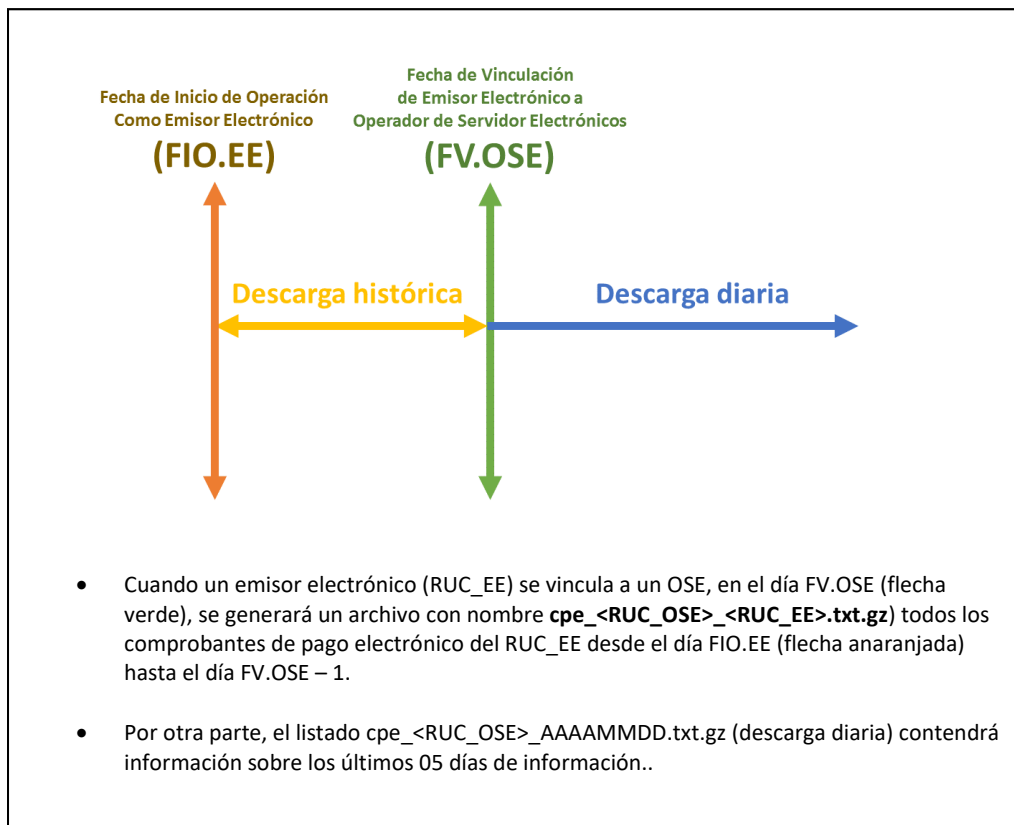 Fecha de Inicio de Operación
Como Emisor Electrónico
(FIO.EE)
Fecha de Vinculación
de Emisor Electrónico a
Operador de Servidor Electrónicos
(FV.OSE)
Descarga histórica
Descarga diaria
• Cuando un emisor electrónico (RUC_EE) se vincula a un OSE, en el día FV.OSE (flecha
verde), se generará un archivo con nombre cpe_<RUC_OSE>_<RUC_EE>.txt.gz) todos los
comprobantes de pago electrónico del RUC_EE desde el día FIO.EE (flecha anaranjada)
hasta el día FV.OSE – 1.
• Por otra parte, el listado cpe_<RUC_OSE>_AAAAMMDD.txt.gz (descarga diaria) contendrá
información sobre los últimos 05 días de información..